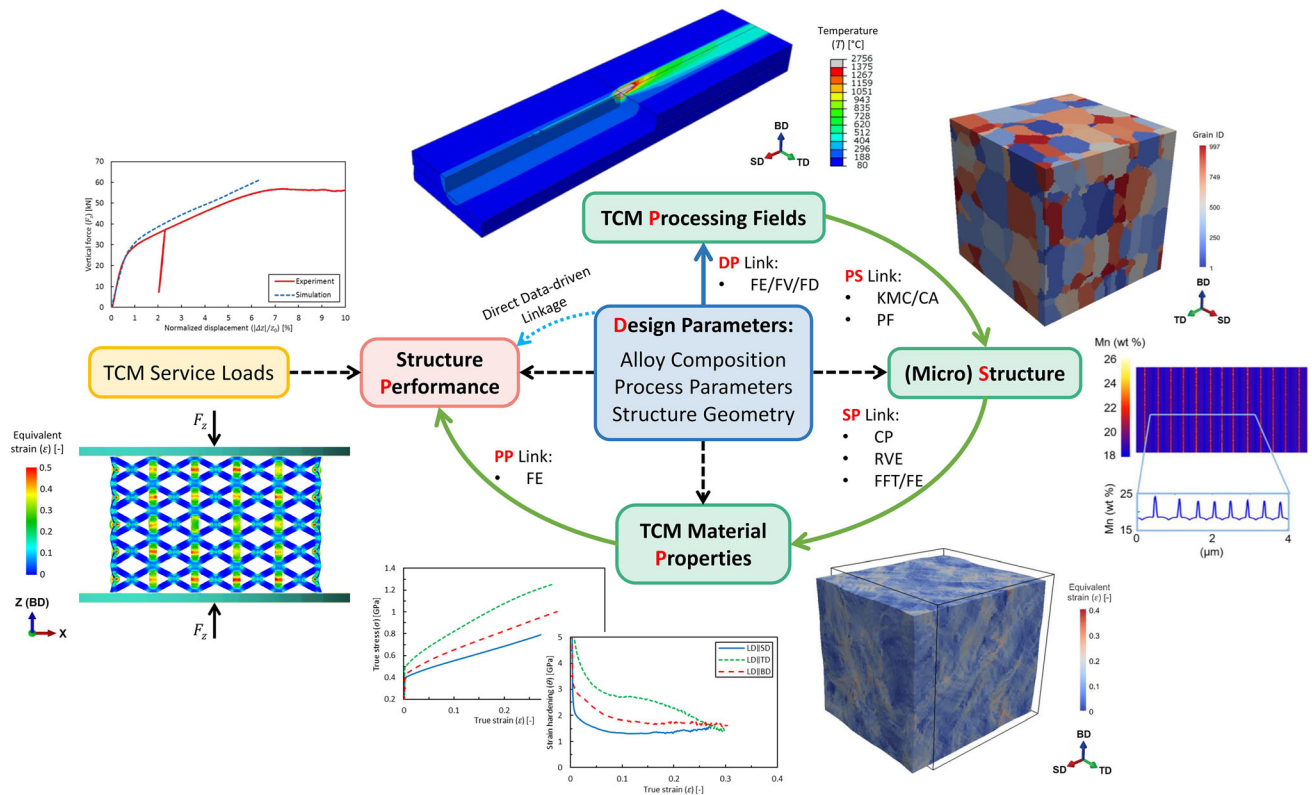 Temperature
(T) [°C]
2756
1375
1267
1159
1051
943
835
728
620
512
404
296
188
80
BD
SD
TD
Grain ID
997
749
500
250
1
BD
TD
SD
Vertical force (Fz) [kN]
70
60
50
40
30
20
10
0
Experiment
Simulation
0 1 2 3 4 5 6 7 8 9 10
Normalized displacement (|Δz|/z0) [%]
TCM Processing Fields
DP Link:
• FE/FV/FD
PS Link:
• KMC/CA
• PF
Direct Data-driven
Linkage
Design Parameters:
Alloy Composition
Process Parameters
Structure Geometry
TCM Service Loads
Structure
Performance
(Micro) Structure
Mn (wt %)
26
24
22
20
18
Mn (wt %)
25
15
0 2 4
(μm)
SP Link:
• CP
• RVE
• FFT/FE
PP Link:
• FE
TCM Material
Properties
Fz
Equivalent
strain (ε) [-]
0.5
0.4
0.3
0.2
0.1
0
Z (BD)
X
Fz
True stress (σ) [GPa]
1.4
1.2
1.0
0.8
0.6
0.4
0.2
0 0.1 0.2
True strain (ε) [-]
Strain hardening (θ) [GPa]
5
4
3
2
1
0
LD||SD
LD||TD
LD||BD
0 0.1 0.2 0.3 0.4
True strain (ε) [-]
Equivalent
strain (ε) [-]
0.4
0.3
0.2
0.1
0
BD
SD
TD